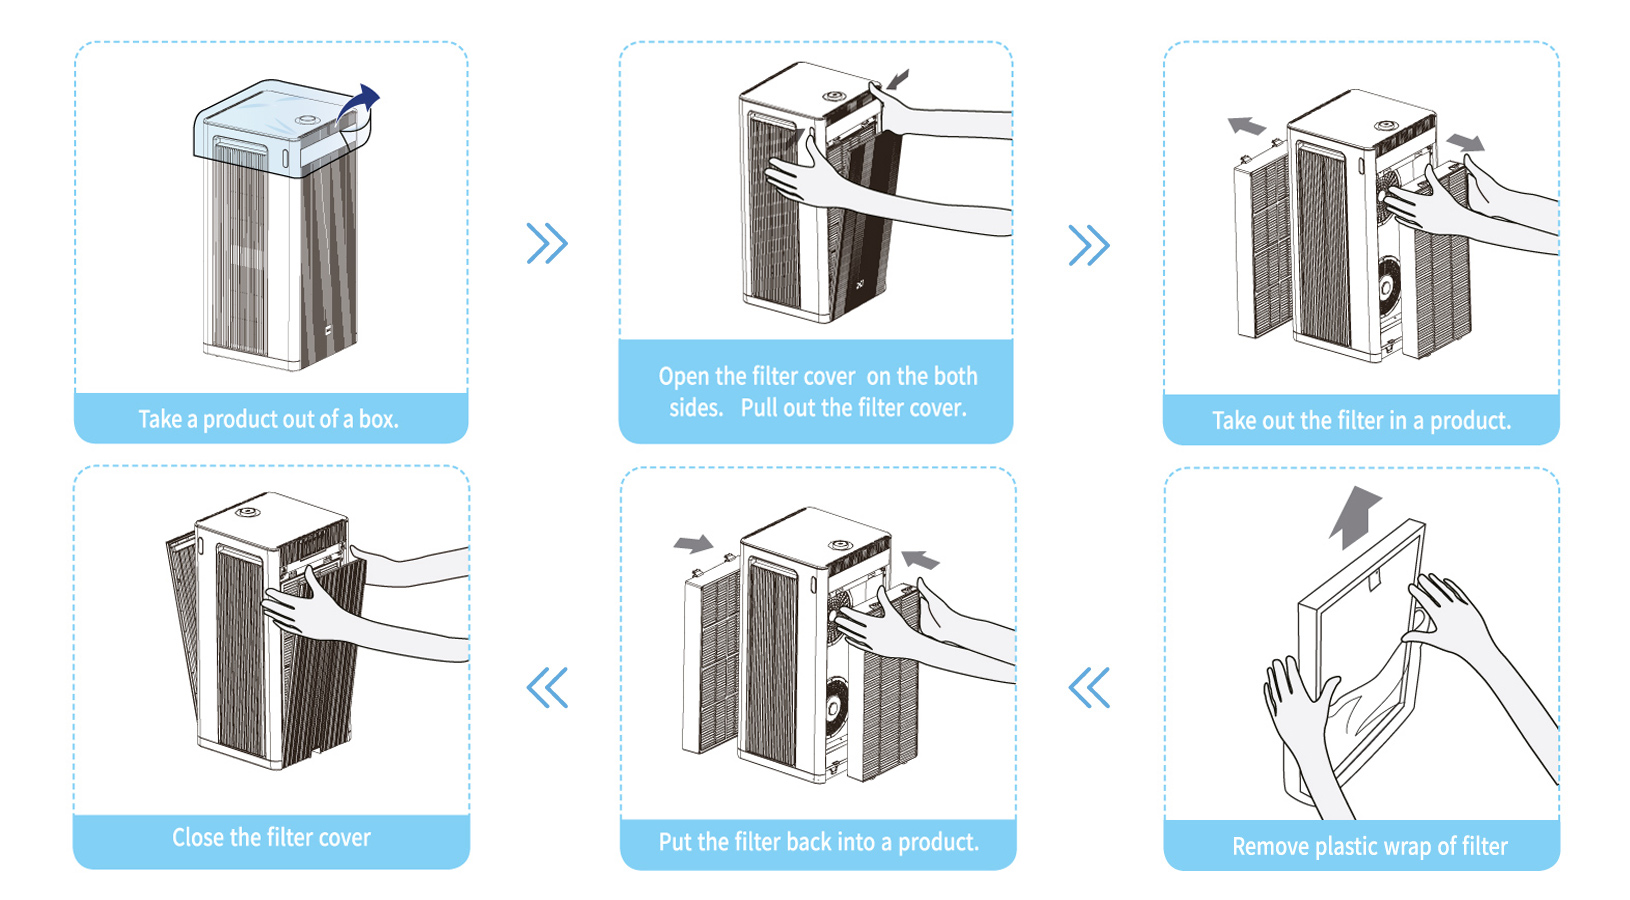 Take a product out of a box.
Open the filter cover on the both
sides. Pull out the filter cover.
Take out the filter in a product.
Remove plastic wrap of filter
Put the filter back into a product.
Close the filter cover